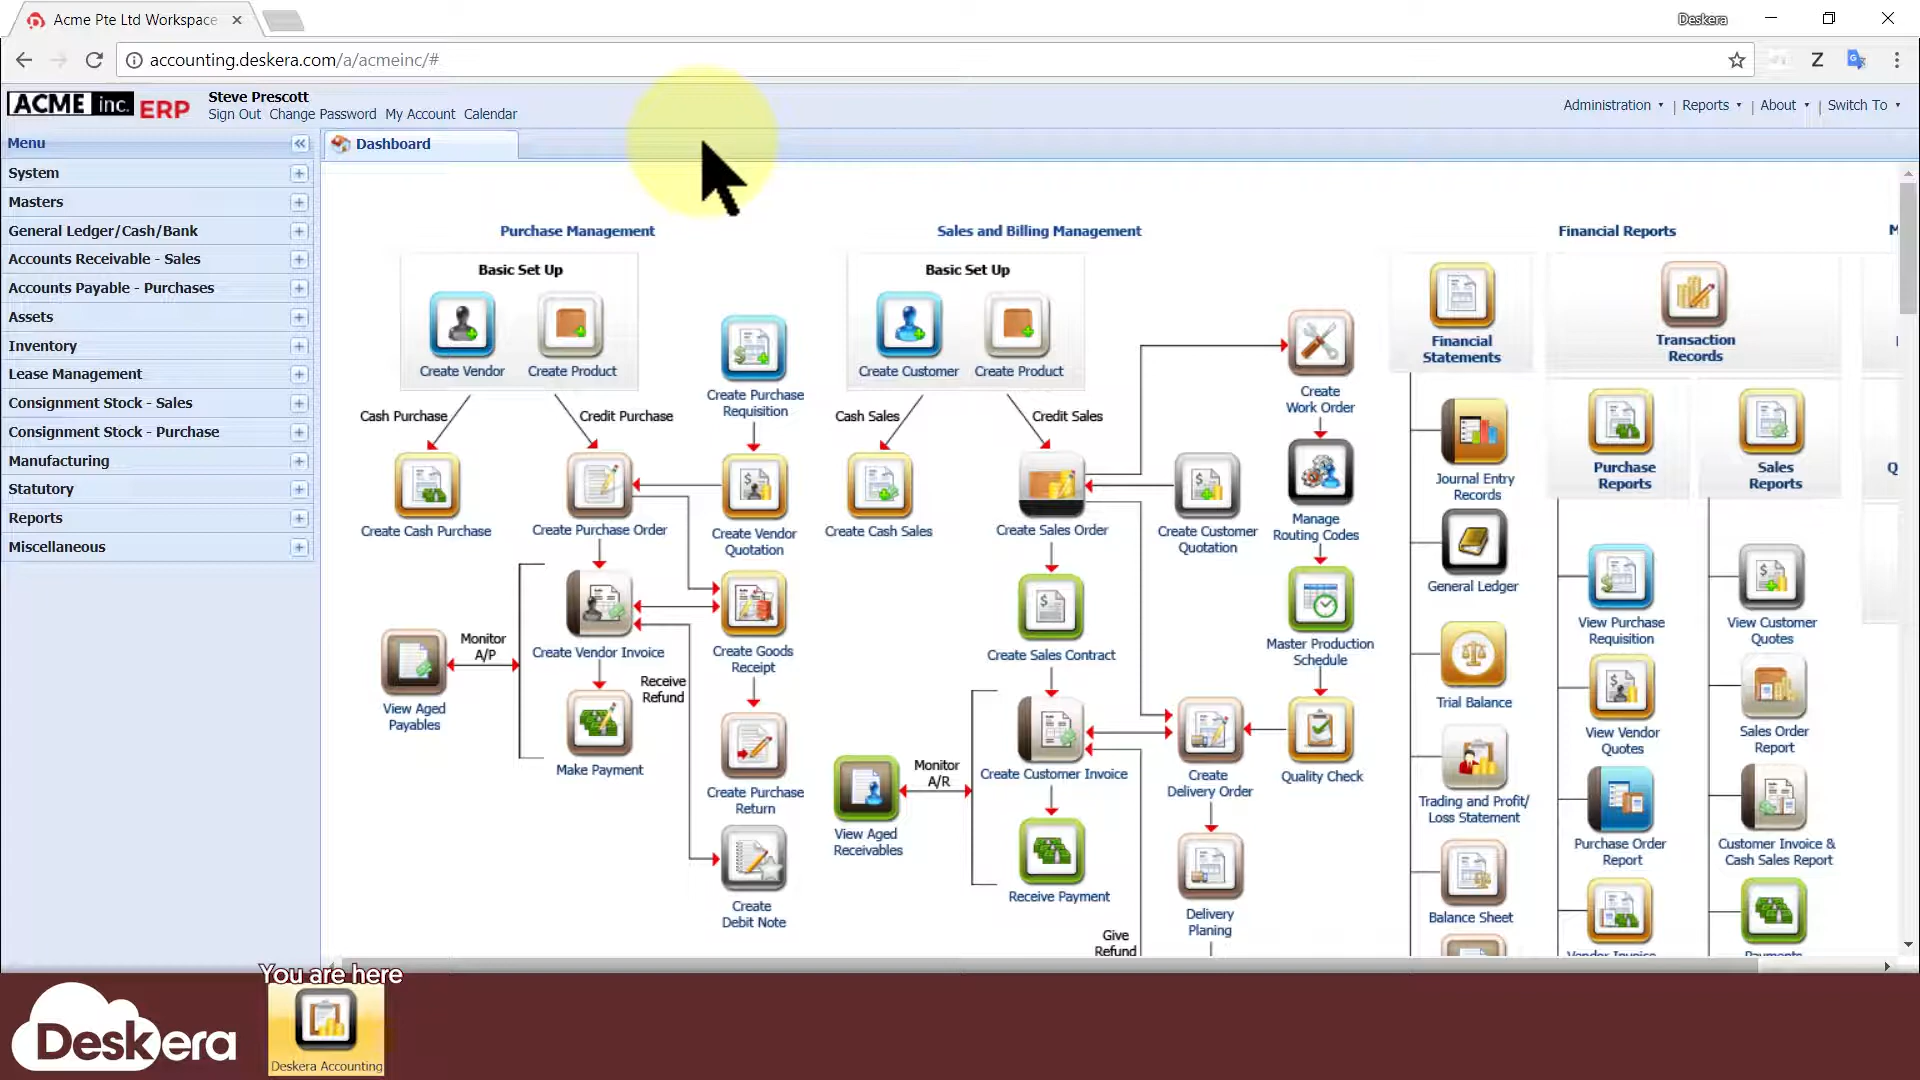 Acme Pte Ltd Workspace
Deskera
accounting.deskera.com/a/acmeinc/#
Z
ACME inc. ERP
Steve Prescott
Sign Out Change Password My Account Calendar
Administration | Reports | About | Switch To
Menu
Dashboard
System
Masters
General Ledger/Cash/Bank
Accounts Receivable - Sales
Accounts Payable - Purchases
Assets
Inventory
Lease Management
Consignment Stock - Sales
Consignment Stock - Purchase
Manufacturing
Statutory
Reports
Miscellaneous
Purchase Management
Basic Set Up
Create Vendor
Create Product
Create Purchase
Requisition
Cash Purchase
Credit Purchase
Create Cash Purchase
Create Purchase Order
Create Vendor
Quotation
Monitor
A/P
Create Vendor Invoice
Create Goods
Receipt
View Aged
Payables
Receive
Refund
Make Payment
Create Purchase
Return
Create
Debit Note
Sales and Billing Management
Basic Set Up
Create Customer
Create Product
Cash Sales
Credit Sales
Create
Work Order
Create Cash Sales
Create Sales Order
Create Customer
Quotation
Manage
Routing Codes
Create Sales Contract
Master Production
Schedule
Monitor
A/R
Create Customer Invoice
Create
Delivery Order
Quality Check
View Aged
Receivables
Receive Payment
Delivery
Planing
Give
Refund
Financial Reports
Financial
Statements
Transaction
Records
Journal Entry
Records
Purchase
Reports
Sales
Reports
General Ledger
View Purchase
Requisition
View Customer
Quotes
Trial Balance
View Vendor
Quotes
Sales Order
Report
Trading and Profit/
Loss Statement
Purchase Order
Report
Customer Invoice &
Cash Sales Report
Balance Sheet
Vendor Invoice
Payments
M
Q
You are here
Deskera
Deskera Accounting